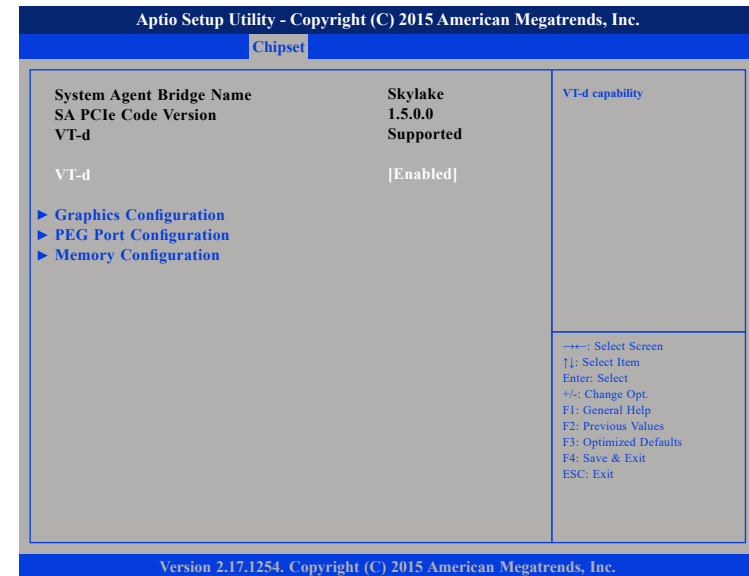 Aptio Setup Utility - Copyright (C) 2015 American Megatrends, Inc.
Chipset
System Agent Bridge Name Skylake
SA PCIe Code Version 1.5.0.0
VT-d Supported
VT-d [Enabled]
► Graphics Configuration
► PEG Port Configuration
► Memory Configuration
VT-d capability
→←: Select Screen
↑↓: Select Item
Enter: Select
+/-: Change Opt.
F1: General Help
F2: Previous Values
F3: Optimized Defaults
F4: Save & Exit
ESC: Exit
Version 2.17.1254. Copyright (C) 2015 American Megatrends, Inc.